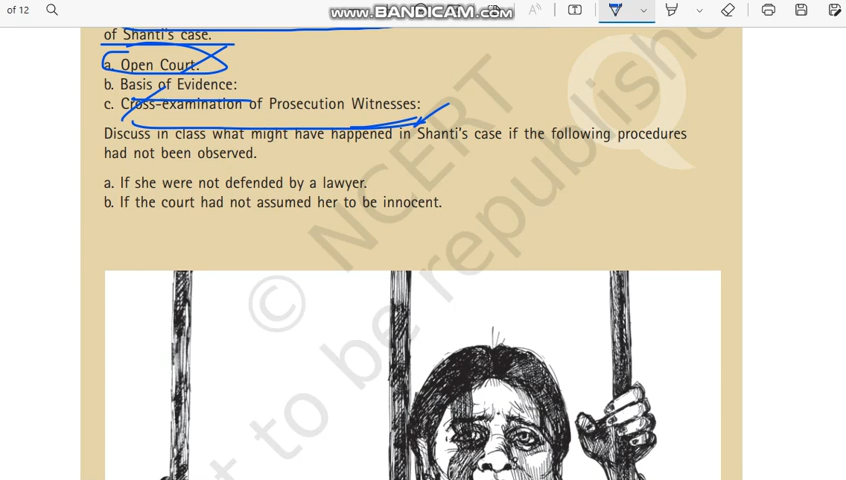 www.BANDICAM.com
of 12
of Shanti's case.
a. Open Court:
b. Basis of Evidence:
c. Cross-examination of Prosecution Witnesses:
Discuss in class what might have happened in Shanti's case if the following procedures
had not been observed.
a. If she were not defended by a lawyer.
b. If the court had not assumed her to be innocent.
© NCERT
not to be republished